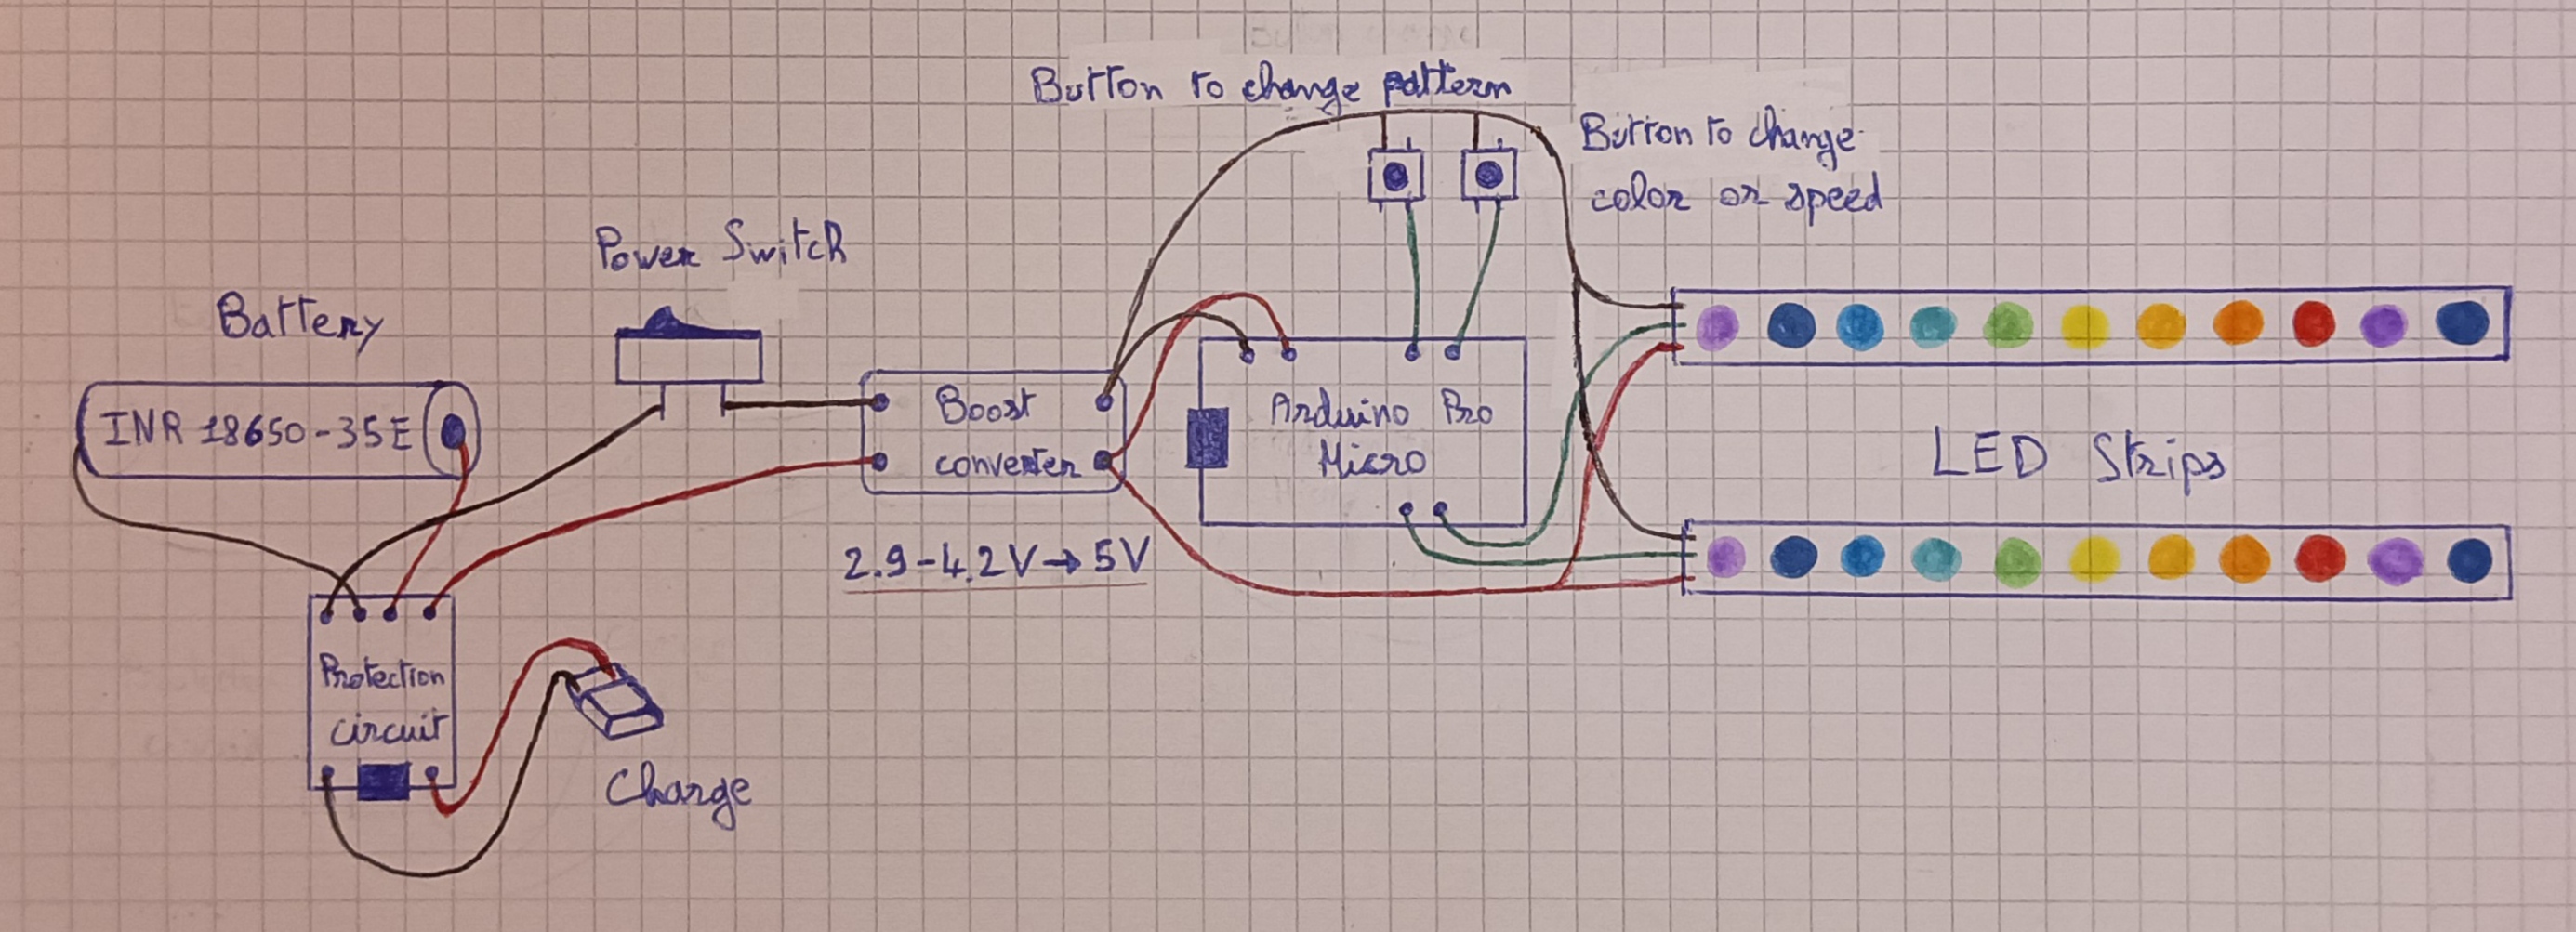 Button to change pattern
Button to change
color or speed
Power Switch
Battery
INR 18650-35E
Boost
converter
Arduino Pro
Micro
LED Strips
2.9-4.2V→5V
Protection
circuit
Charge